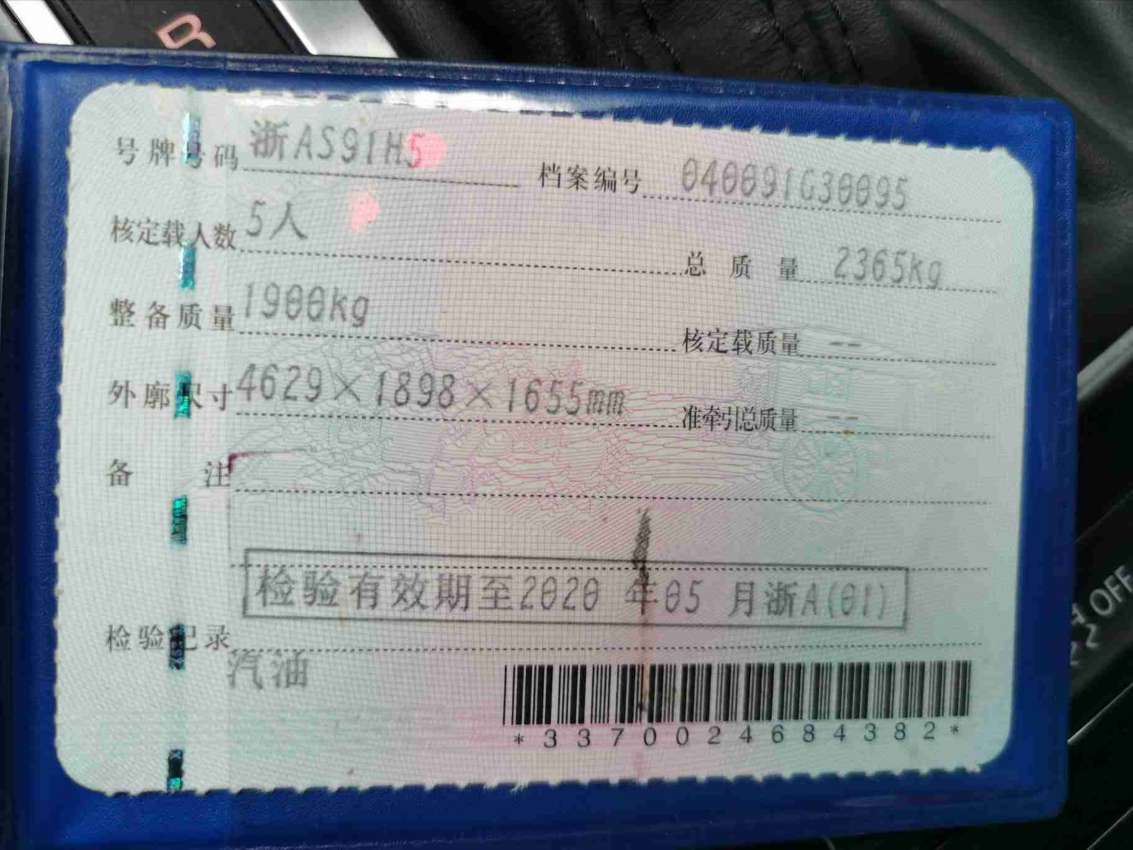 R
号牌号码 浙AS91H5
档案编号 040091G30095
核定载人数 5人
总质量 2365kg
整备质量 1900kg
核定载质量 --
外廓尺寸 4629×1898×1655mm
准牵引总质量 --
备注
检验有效期至2020年05月浙A(01)
检验记录
汽油
*3370024684382*
OFF